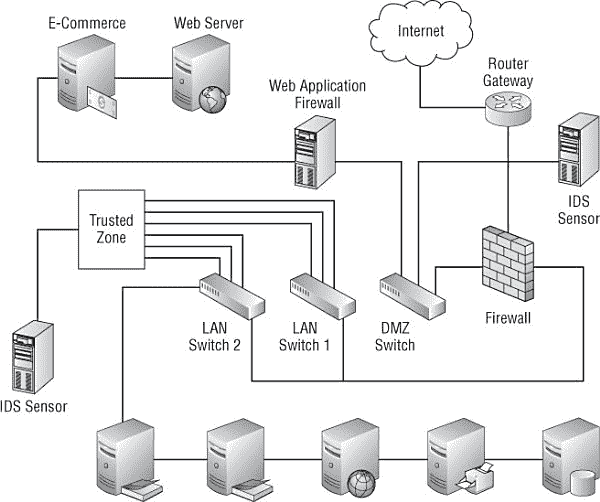 E-Commerce
Web Server
Internet
Router
Gateway
Web Application
Firewall
IDS
Sensor
Trusted
Zone
Firewall
LAN
Switch 2
LAN
Switch 1
DMZ
Switch
IDS Sensor